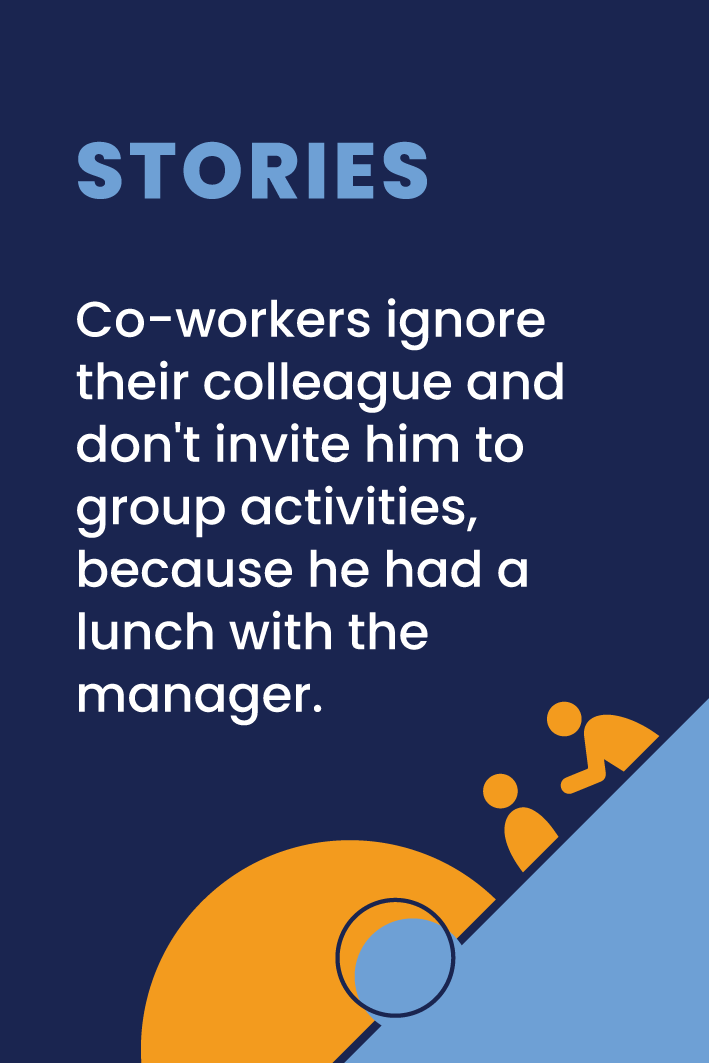 STORIES
Co-workers ignore
their colleague and
don't invite him to
group activities,
because he had a
lunch with the
manager.